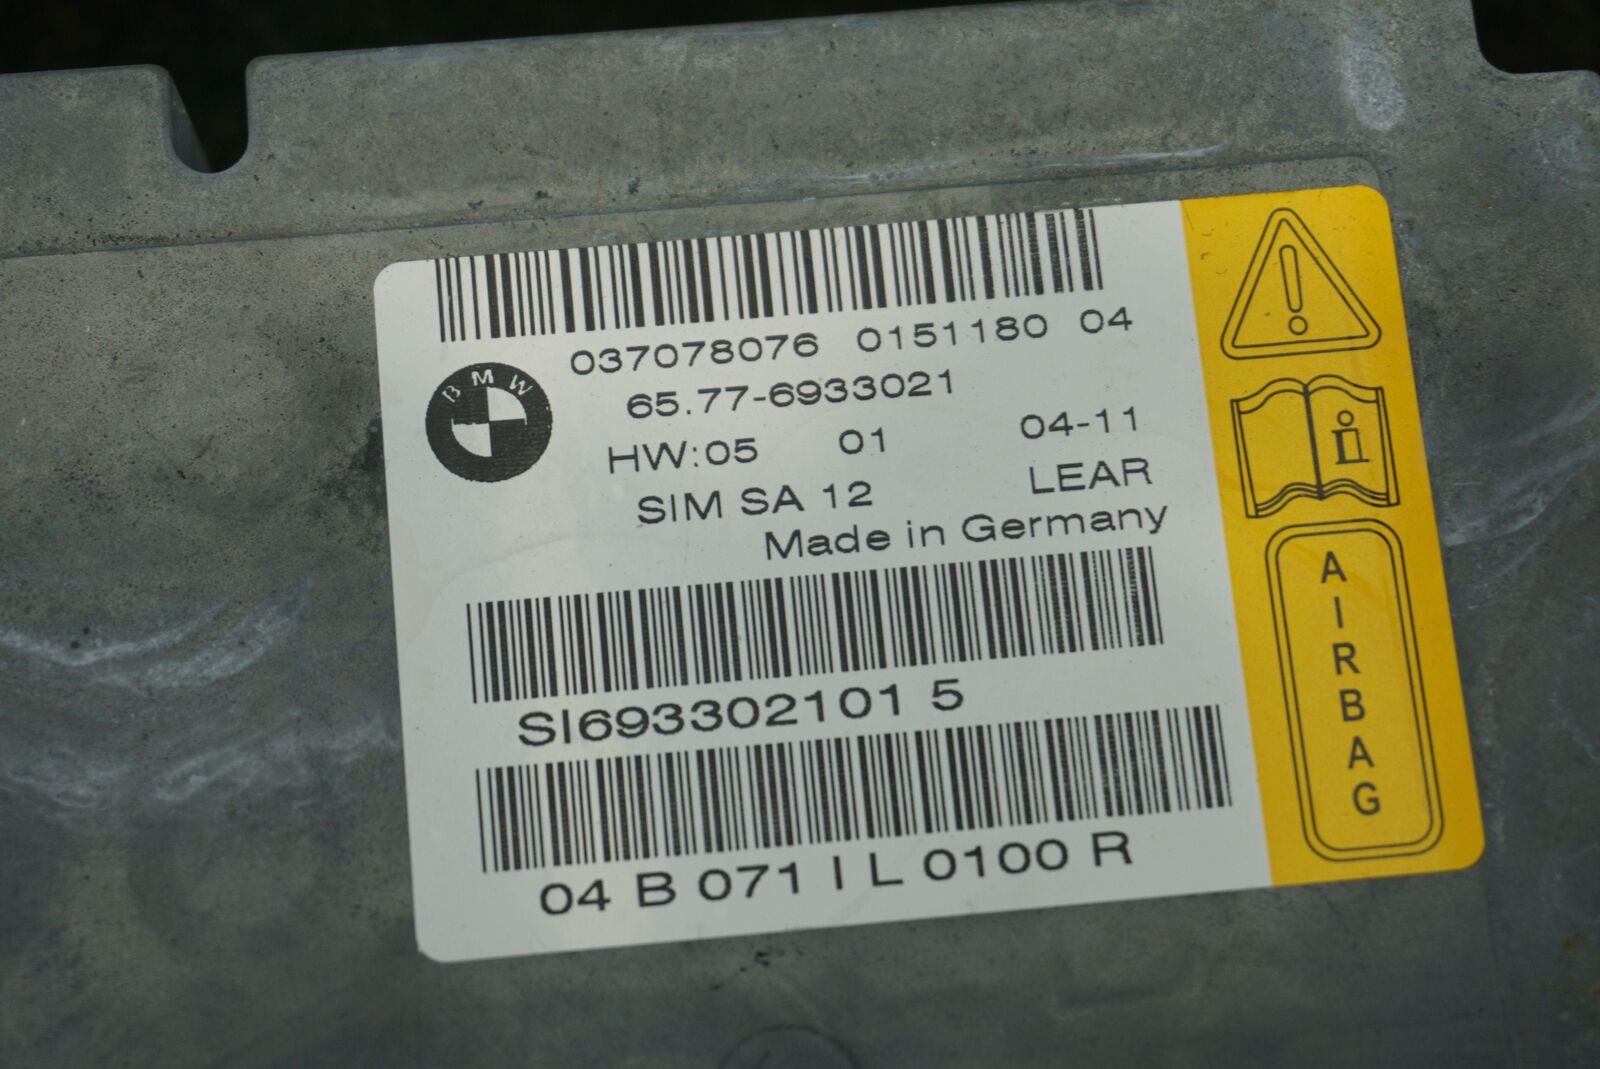 037078076 0151180 04
BMW
65.77-6933021
HW:05 01 04-11
SIM SA 12 LEAR
Made in Germany
SI693302101 5
04 B 071 I L 0100 R
i
AIRBAG